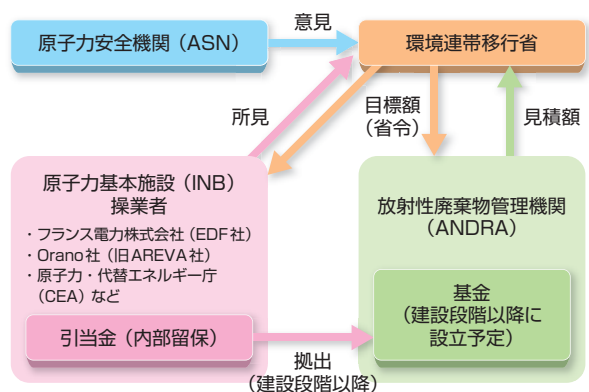 原子力安全機関（ASN）
意見
環境連帯移行省
所見
目標額
（省令）
見積額
原子力基本施設（INB）
操業者
・フランス電力株式会社（EDF社）
・Orano社（旧AREVA社）
・原子力・代替エネルギー庁
（CEA）など
引当金（内部留保）
拠出
（建設段階以降）
放射性廃棄物管理機関
（ANDRA）
基金
（建設段階以降に
設立予定）